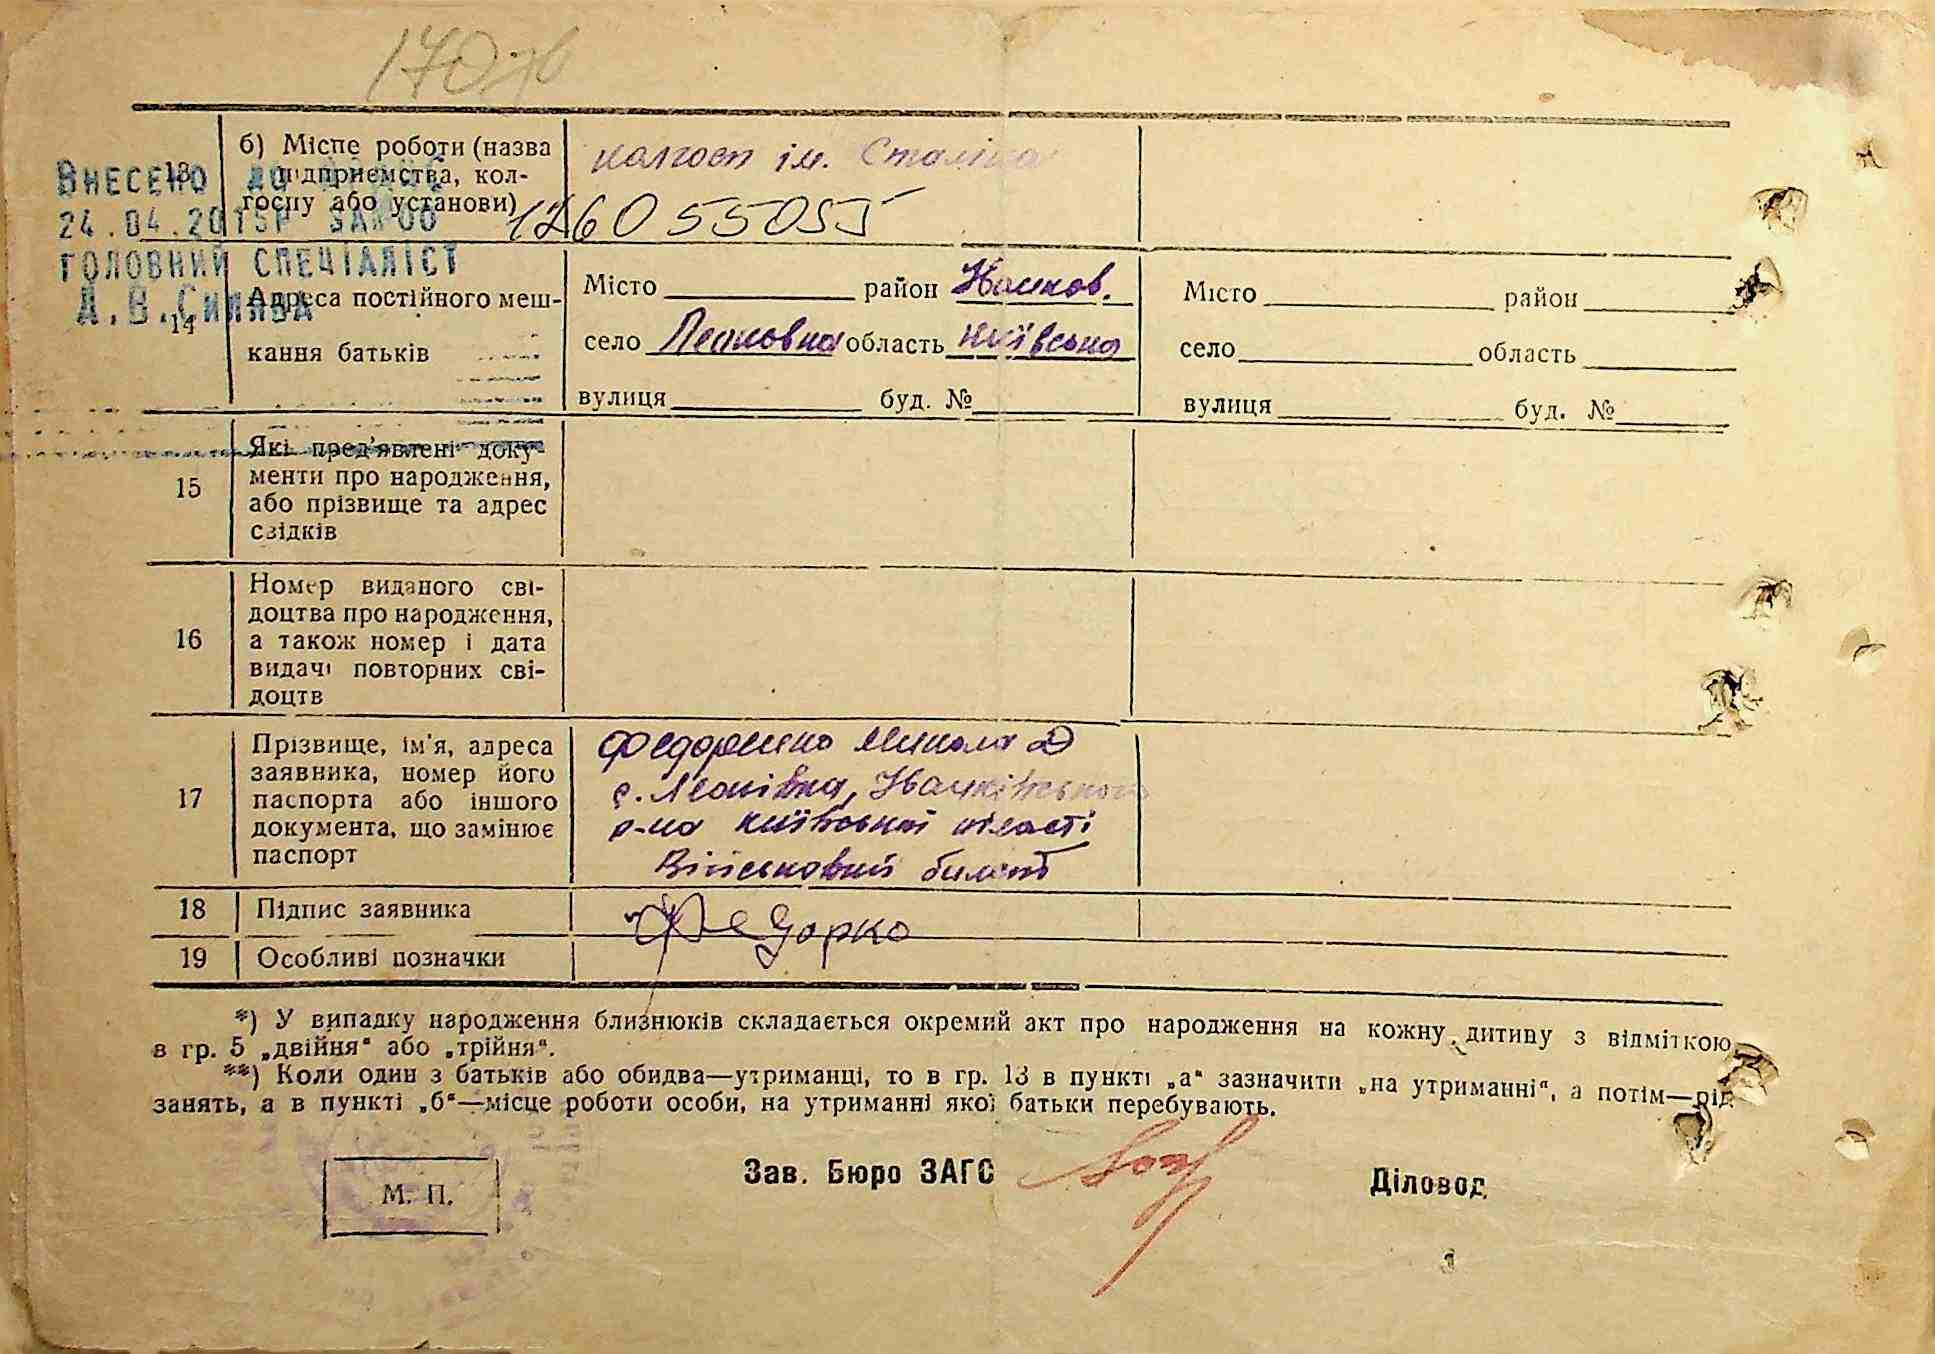 170
б) Місце роботи (назва
13 підприємства, кол-
госпу або установи)
колгосп ім. Сталіна
12605505
Внесено до
24.04.2015р
головний спеціаліст
14 Адреса постійного меш-
кання батьків
Місто район
село область Київська
вулиця буд. №
Місто район
село область
вулиця буд. №
15 Які пред'явлені доку-
менти про народження,
або прізвище та адрес
свідків
16 Номер виданого сві-
доцтва про народження,
а також номер і дата
видачі повторних сві-
доцтв
17 Прізвище, ім'я, адреса
заявника, номер його
паспорта або іншого
документа, що замінює
паспорт
Федоренко Микола Д
с. Леонівка,
р-на Київської області
Військовий билет
18 Підпис заявника
19 Особливі позначки
*) У випадку народження близнюків складається окремий акт про народження на кожну дитину з відміткою
в гр. 5 „двійня“ або „трійня“.
**) Коли один з батьків або обидва—утриманці, то в гр. 13 в пункті „а“ зазначити „на утриманні“, а потім—рід
занять, а в пункті „б“—місце роботи особи, на утриманні якої батьки перебувають.
М. П.
Зав. Бюро ЗАГС
Діловод